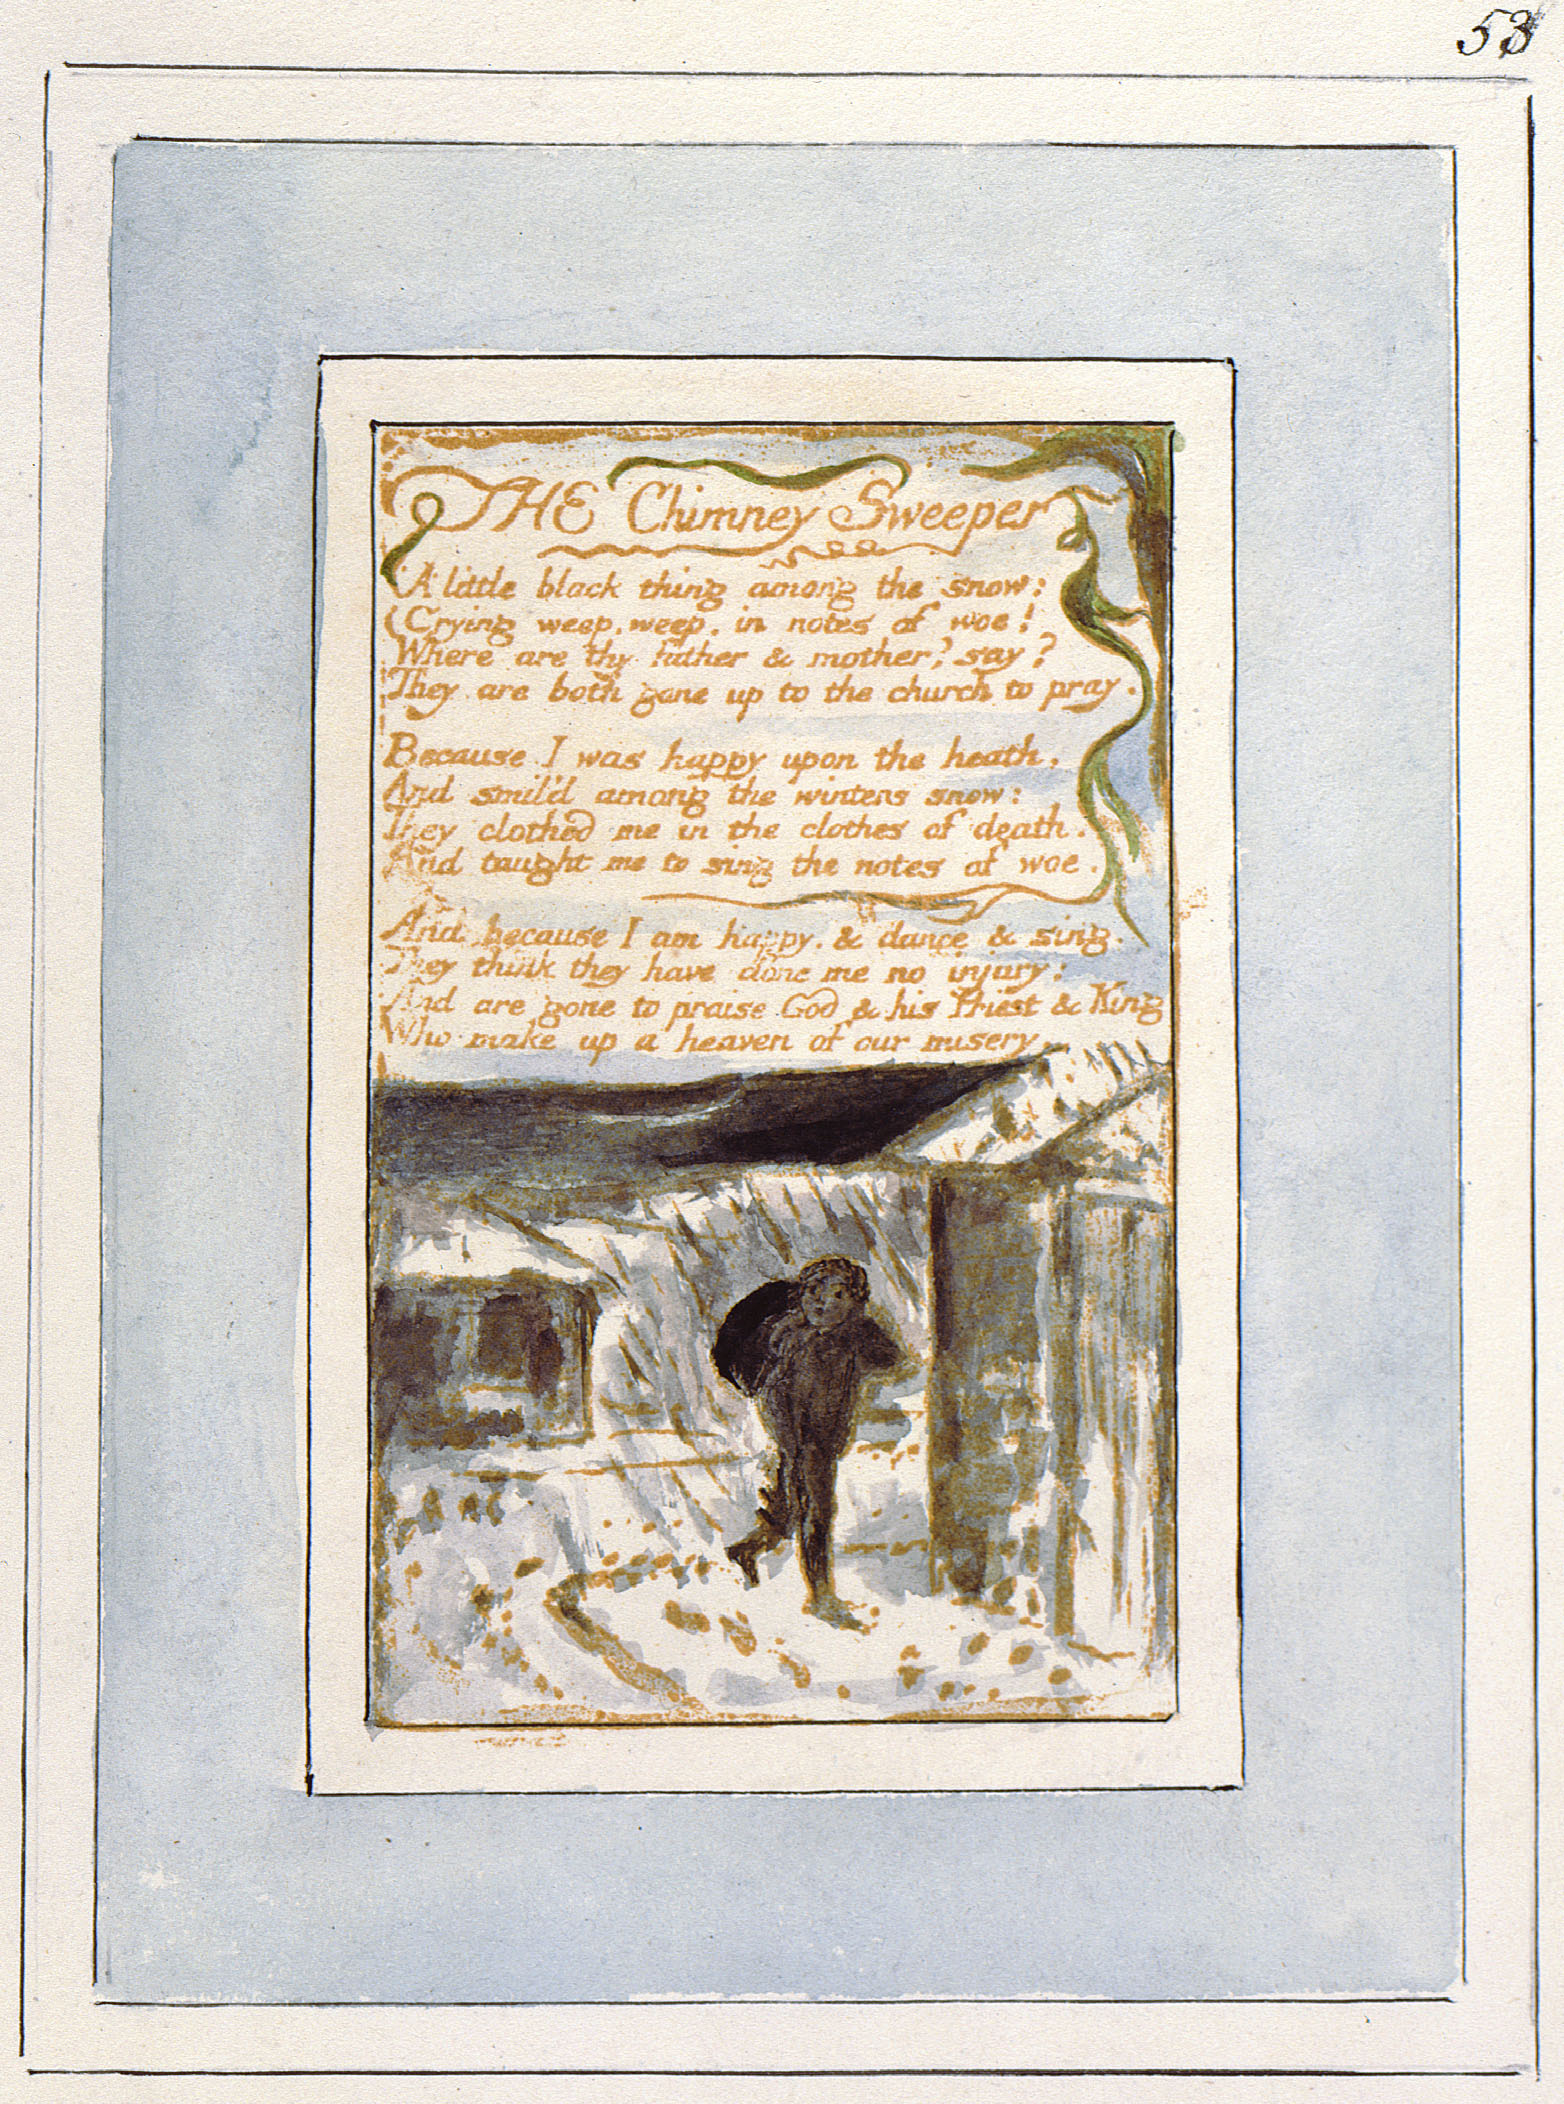 53
THE Chimney Sweeper
A little black thing among the snow:
Crying weep, weep, in notes of woe!
Where are thy father & mother? say?
They are both gone up to the church to pray.
Because I was happy upon the heath,
And smil'd among the winters snow:
They clothed me in the clothes of death.
And taught me to sing the notes of woe.
And because I am happy, & dance & sing.
They think they have done me no injury:
And are gone to praise God & his Priest & King
Who make up a heaven of our misery.